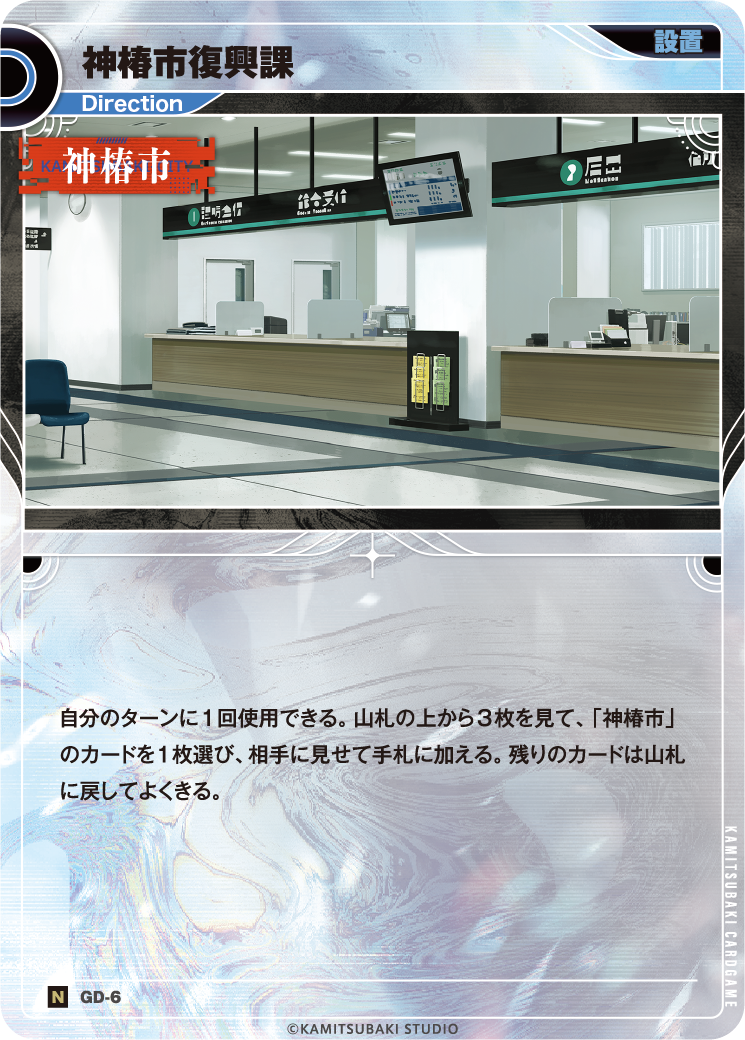 神椿市復興課
設置
Direction
神椿市
自分のターンに1回使用できる。山札の上から3枚を見て、「神椿市」
のカードを1枚選び、相手に見せて手札に加える。残りのカードは山札
に戻してよくきる。
KAMITSUBAKI CARDGAME
N GD-6
©KAMITSUBAKI STUDIO